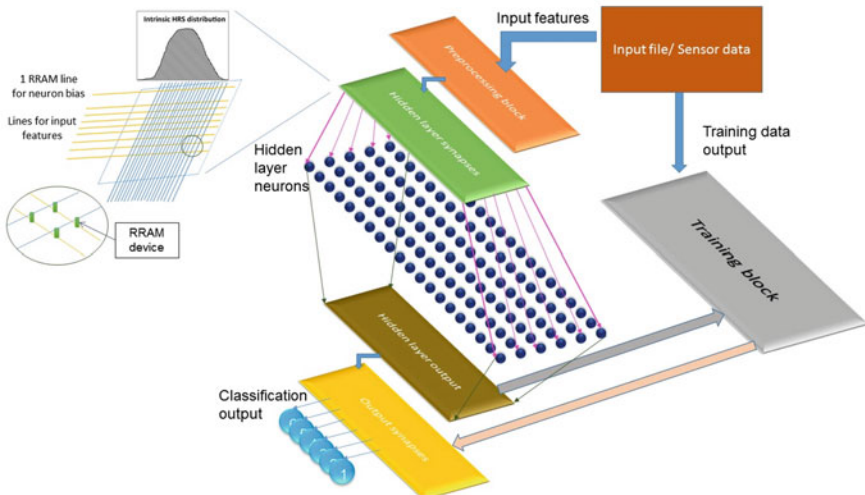 Intrinsic HRS distribution
1 RRAM line
for neuron bias
Lines for input
features
RRAM
device
Input features
Input file/ Sensor data
Preprocessing block
Hidden layer synapses
Hidden
layer
neurons
Training data
output
Training block
Hidden layer output
Classification
output
Output synapses
1